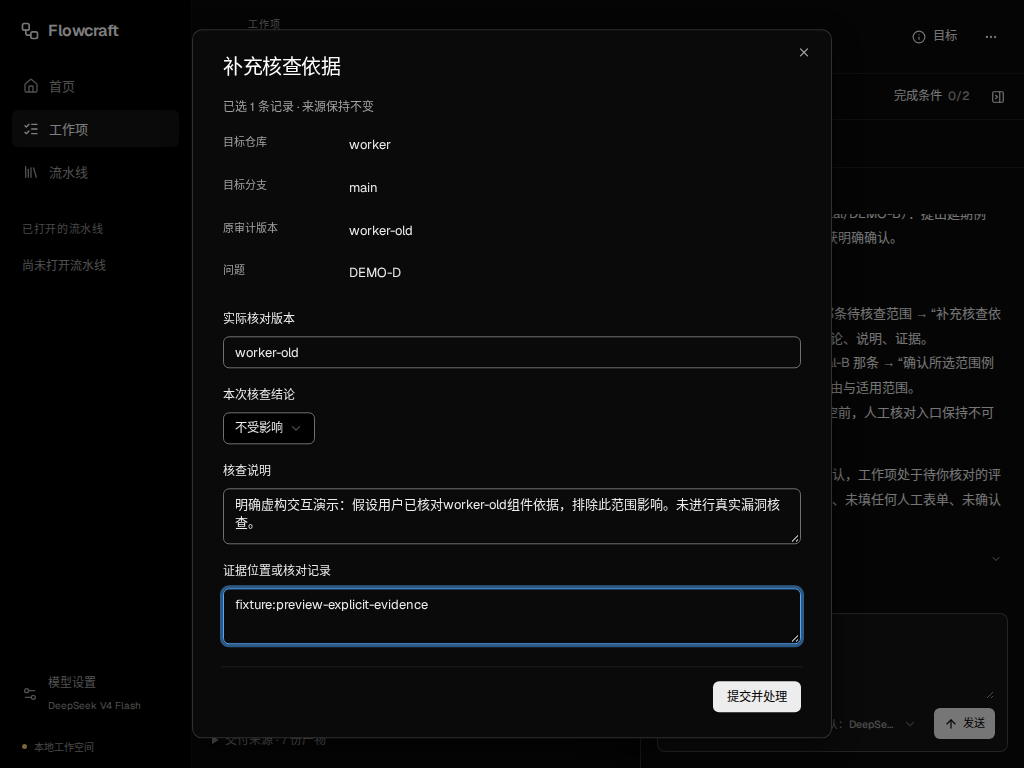 Flowcraft
首页
工作项
流水线
已打开的流水线
尚未打开流水线
模型设置
DeepSeek V4 Flash
本地工作空间
工作项
目标
完成条件 0/2
补充核查依据
已选 1 条记录 · 来源保持不变
目标仓库
worker
目标分支
main
原审计版本
worker-old
问题
DEMO-D
实际核对版本
worker-old
本次核查结论
不受影响
核查说明
明确虚构交互演示：假设用户已核对worker-old组件依据，排除此范围影响。未进行真实漏洞核
查。
证据位置或核对记录
fixture:preview-explicit-evidence
提交并处理
明确确认。
条待核查范围 → “补充核查依
论、说明、证据。
l-B 那条 → “确认所选范围例
由与适用范围。
空前，人工核对入口保持不可
认，工作项处于待你核对的评
、未填任何人工表单、未确认
: DeepSe...
发送